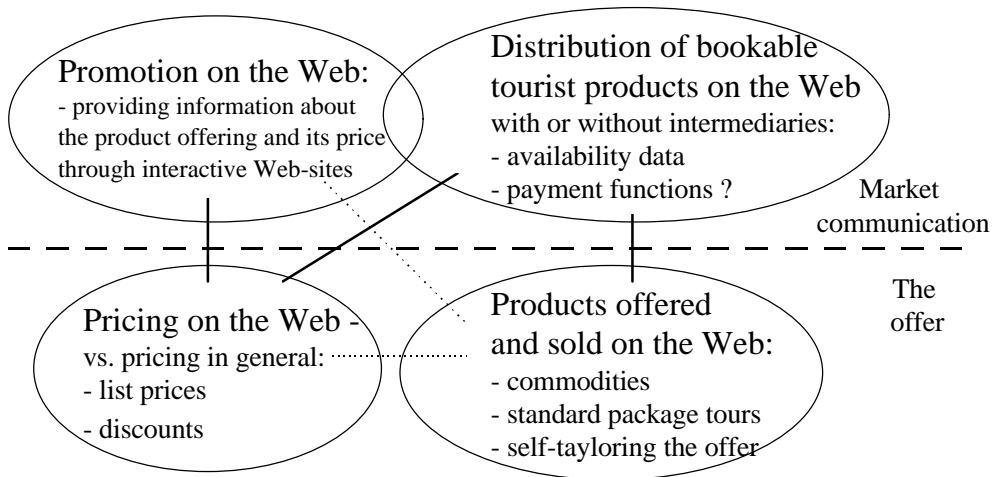 Promotion on the Web:
- providing information about
the product offering and its price
through interactive Web-sites
Distribution of bookable
tourist products on the Web
with or without intermediaries:
- availability data
- payment functions ?
Market
communication
Pricing on the Web -
vs. pricing in general:
- list prices
- discounts
Products offered
and sold on the Web:
- commodities
- standard package tours
- self-tayloring the offer
The
offer